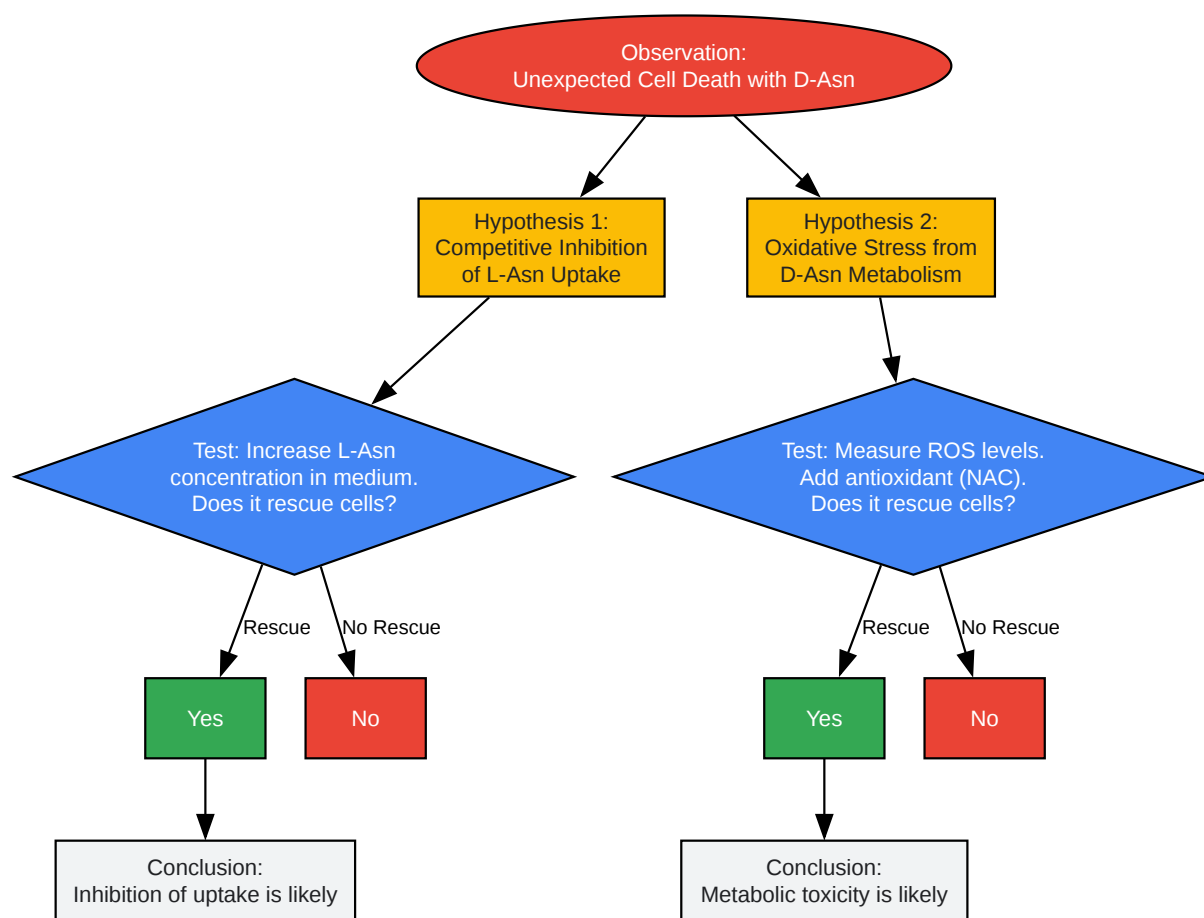 Observation:
Unexpected Cell Death with D-Asn
Hypothesis 1:
Competitive Inhibition
of L-Asn Uptake
Hypothesis 2:
Oxidative Stress from
D-Asn Metabolism
Test: Increase L-Asn
concentration in medium.
Does it rescue cells?
Test: Measure ROS levels.
Add antioxidant (NAC).
Does it rescue cells?
Rescue
No Rescue
Rescue
No Rescue
Yes
No
Yes
No
Conclusion:
Inhibition of uptake is likely
Conclusion:
Metabolic toxicity is likely